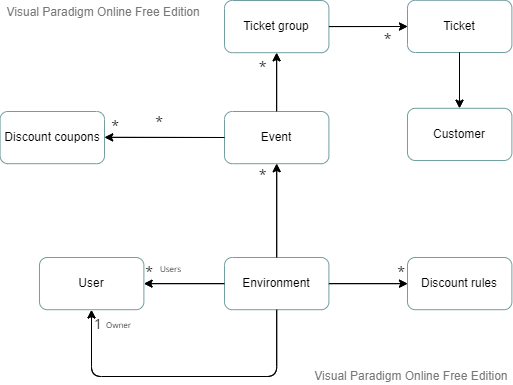 Visual Paradigm Online Free Edition
Ticket group
Ticket
*
*
Discount coupons
*
*
Event
Customer
*
User
* Users
Environment
*
Discount rules
1 Owner
Visual Paradigm Online Free Edition